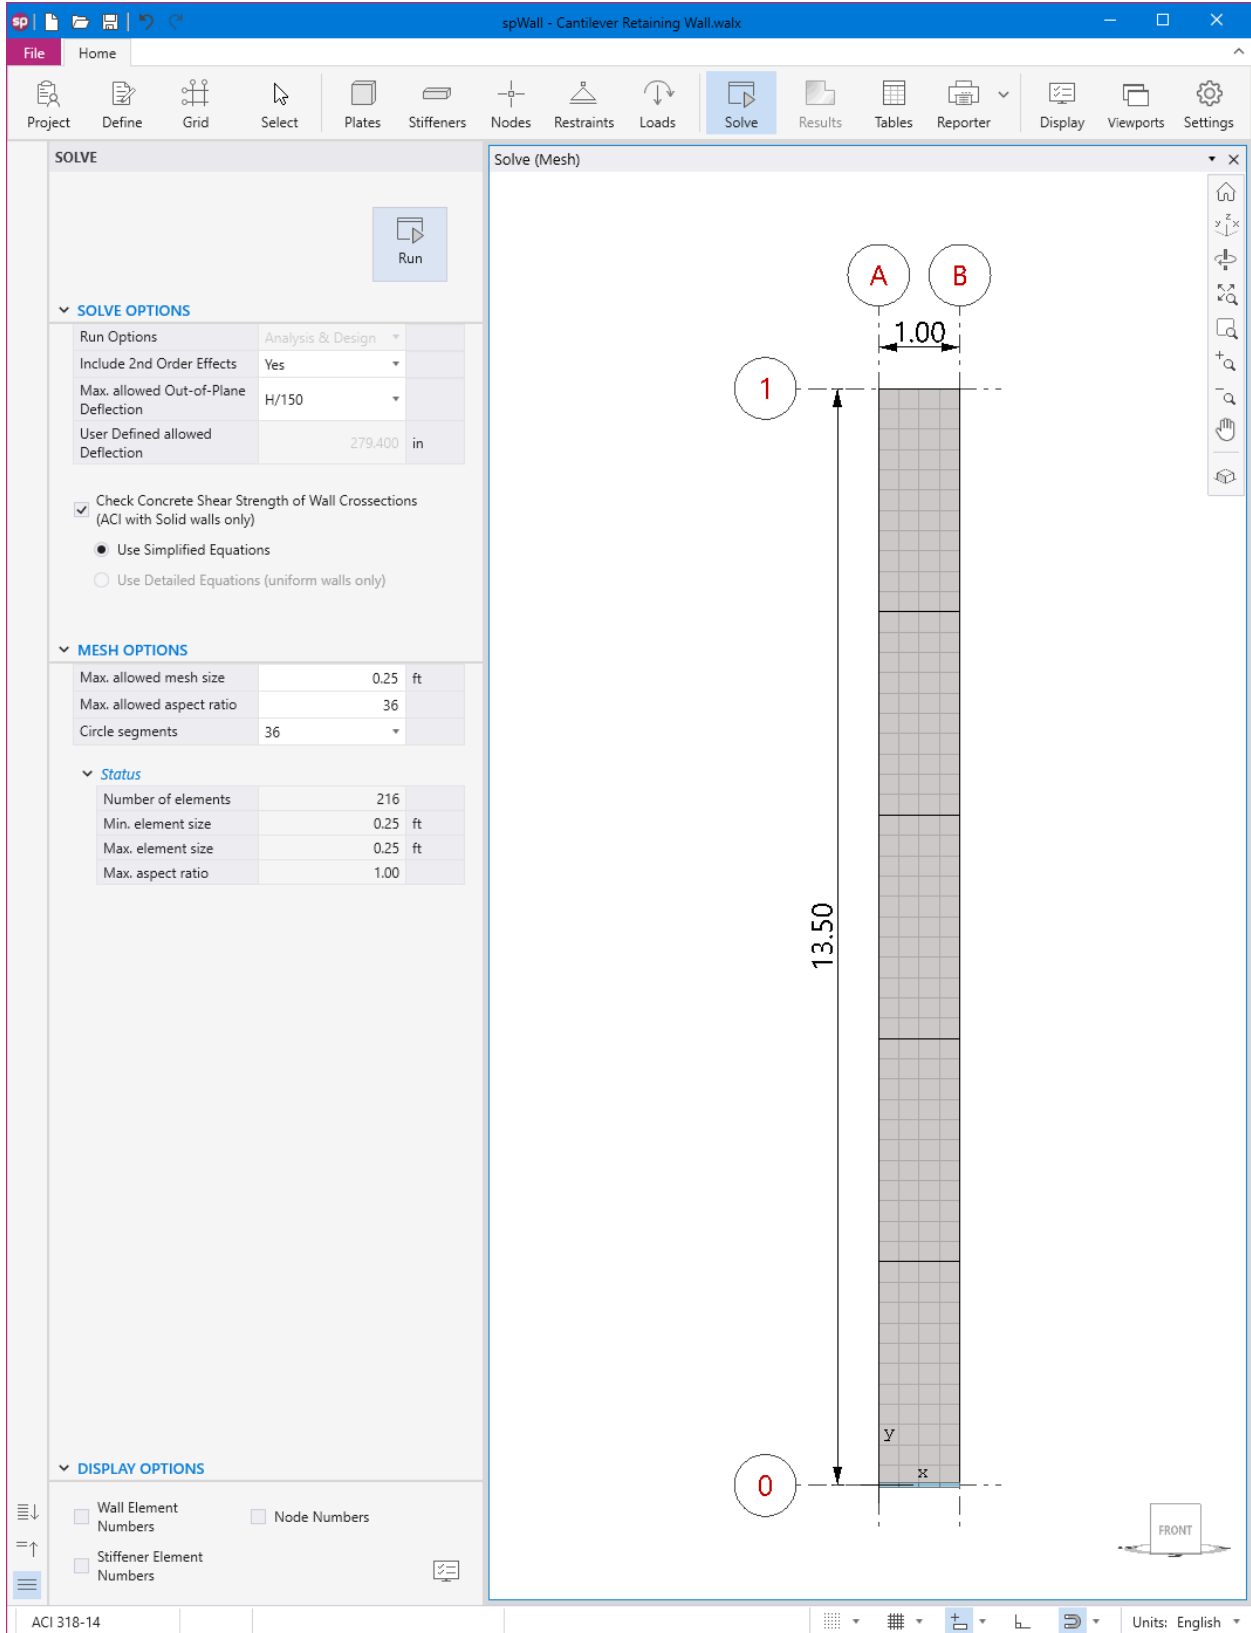 sp
spWall - Cantilever Retaining Wall.walx
File Home
Project Define Grid Select Plates Stiffeners Nodes Restraints Loads Solve Results Tables Reporter Display Viewports Settings
SOLVE
Solve (Mesh)
Run
SOLVE OPTIONS
Run Options Analysis & Design
Include 2nd Order Effects Yes
Max. allowed Out-of-Plane
Deflection H/150
User Defined allowed
Deflection 279.400 in
Check Concrete Shear Strength of Wall Crossections
(ACI with Solid walls only)
Use Simplified Equations
Use Detailed Equations (uniform walls only)
MESH OPTIONS
Max. allowed mesh size 0.25 ft
Max. allowed aspect ratio 36
Circle segments 36
Status
Number of elements 216
Min. element size 0.25 ft
Max. element size 0.25 ft
Max. aspect ratio 1.00
DISPLAY OPTIONS
Wall Element
Numbers
Node Numbers
Stiffener Element
Numbers
A B
1.00
1
13.50
y
x
0
z
y x
FRONT
ACI 318-14
Units: English